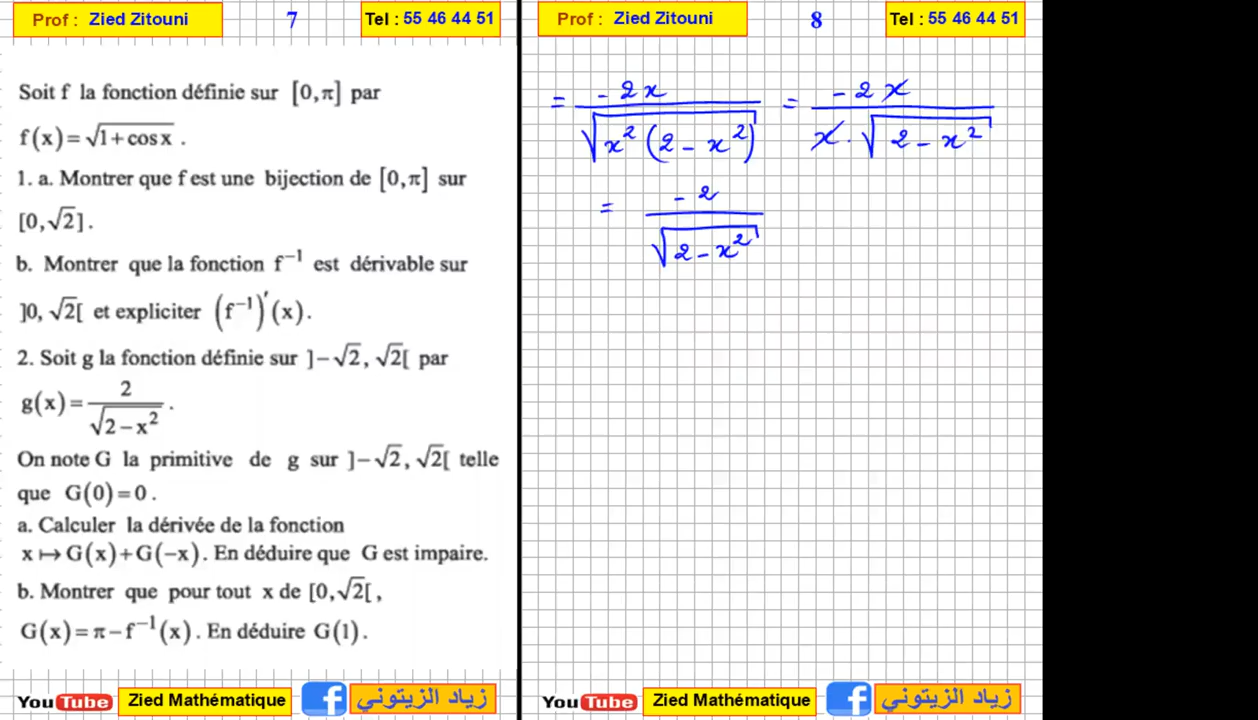 Prof : Zied Zitouni 7 Tel : 55 46 44 51
Soit f la fonction définie sur [0,π] par
f(x)=√(1+cosx) .
1. a. Montrer que f est une bijection de [0,π] sur
[0,√2].
b. Montrer que la fonction f⁻¹ est dérivable sur
]0, √2[ et expliciter (f⁻¹)′(x).
2. Soit g la fonction définie sur ]−√2, √2[ par
g(x)=2/√(2−x²) .
On note G la primitive de g sur ]−√2, √2[ telle
que G(0)=0.
a. Calculer la dérivée de la fonction
x↦G(x)+G(−x). En déduire que G est impaire.
b. Montrer que pour tout x de [0,√2[,
G(x)=π−f⁻¹(x). En déduire G(1).
You Tube Zied Mathématique f زياد الزيتوني
Prof : Zied Zitouni 8 Tel : 55 46 44 51
= -2x/√(x²(2-x²)) = -2x/(x.√(2-x²))
= -2/√(2-x²)
You Tube Zied Mathématique f زياد الزيتوني